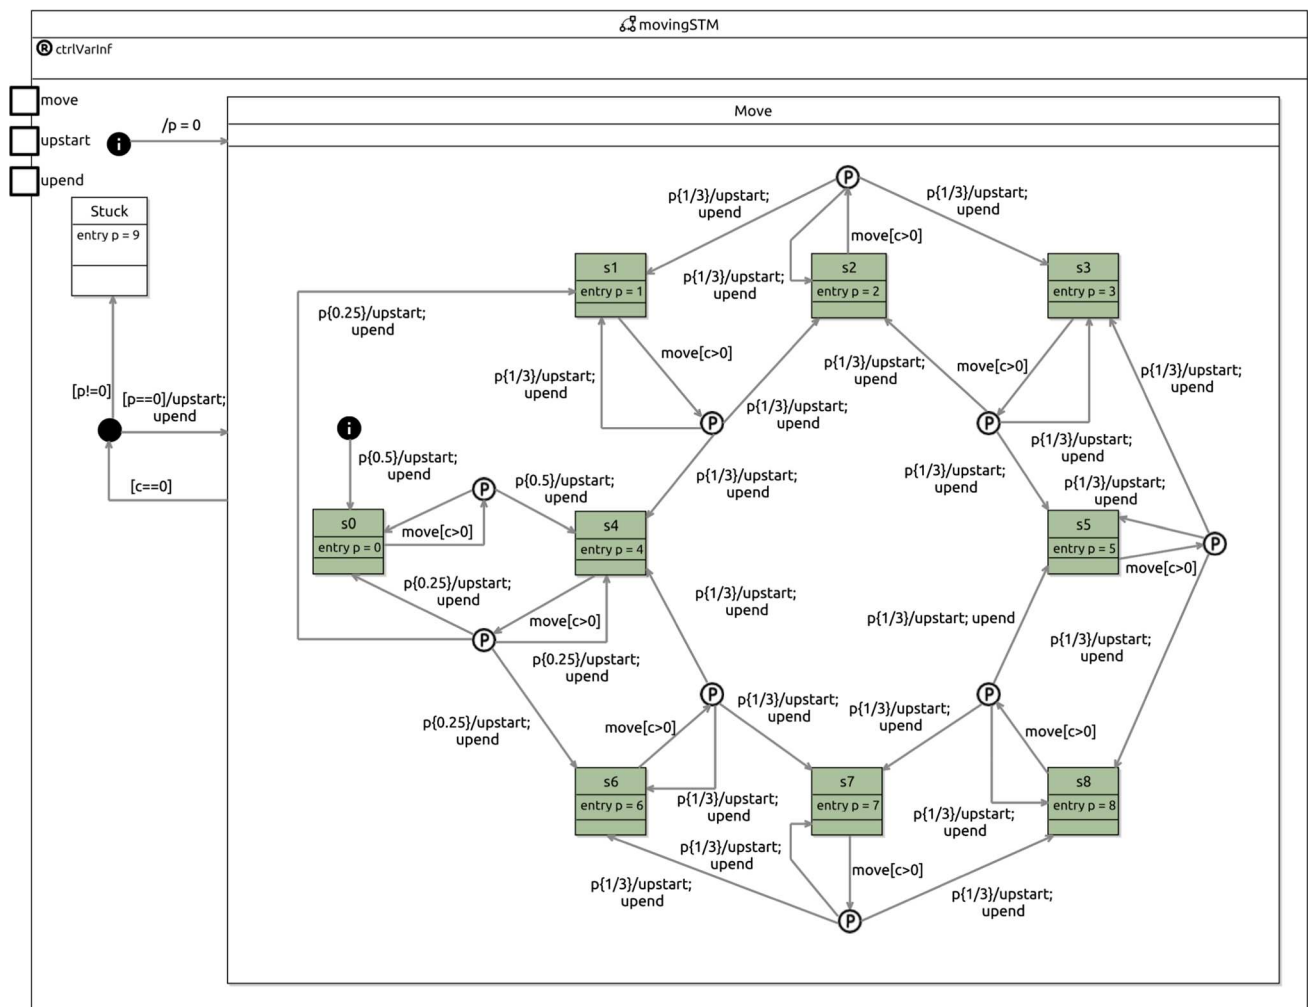 movingSTM
R ctrlVarInf
move
upstart
upend
i
/p = 0
Move
Stuck
entry p = 9
[p!=0]
[p==0]/upstart;
upend
[c==0]
P
p{1/3}/upstart;
upend
p{1/3}/upstart;
upend
move[c>0]
p{1/3}/upstart;
upend
s1
entry p = 1
s2
entry p = 2
s3
entry p = 3
p{0.25}/upstart;
upend
move[c>0]
p{1/3}/upstart;
upend
p{1/3}/upstart;
upend
move[c>0]
p{1/3}/upstart;
upend
p{1/3}/upstart;
upend
P
P
p{1/3}/upstart;
upend
i
p{0.5}/upstart;
upend
P
p{0.5}/upstart;
upend
p{1/3}/upstart;
upend
p{1/3}/upstart;
upend
p{1/3}/upstart;
upend
s0
entry p = 0
move[c>0]
s4
entry p = 4
s5
entry p = 5
move[c>0]
P
p{0.25}/upstart;
upend
move[c>0]
P
p{0.25}/upstart;
upend
p{1/3}/upstart;
upend
p{1/3}/upstart; upend
p{1/3}/upstart;
upend
p{0.25}/upstart;
upend
P
move[c>0]
p{1/3}/upstart;
upend
p{1/3}/upstart;
upend
P
move[c>0]
s6
entry p = 6
s7
entry p = 7
s8
entry p = 8
p{1/3}/upstart;
upend
p{1/3}/upstart;
upend
p{1/3}/upstart;
upend
move[c>0]
p{1/3}/upstart;
upend
p{1/3}/upstart;
upend
P